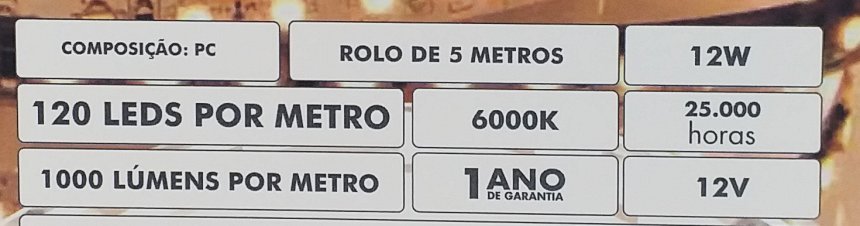 COMPOSIÇÃO: PC
ROLO DE 5 METROS
12W
120 LEDS POR METRO
6000K
25.000
horas
1000 LÚMENS POR METRO
1 ANO
DE GARANTIA
12V